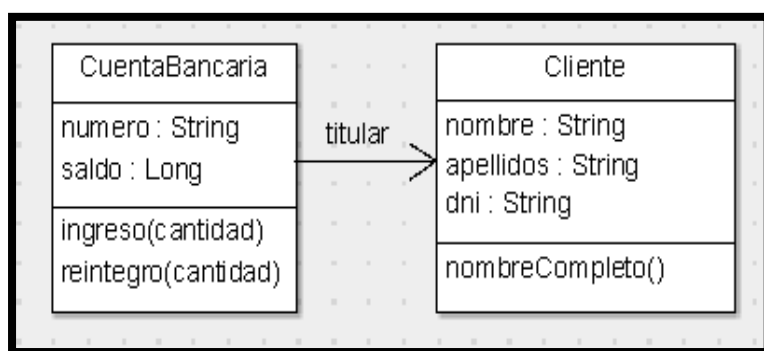 CuentaBancaria
numero : String
saldo : Long
ingreso(cantidad)
reintegro(cantidad)
titular
Cliente
nombre : String
apellidos : String
dni : String
nombreCompleto()